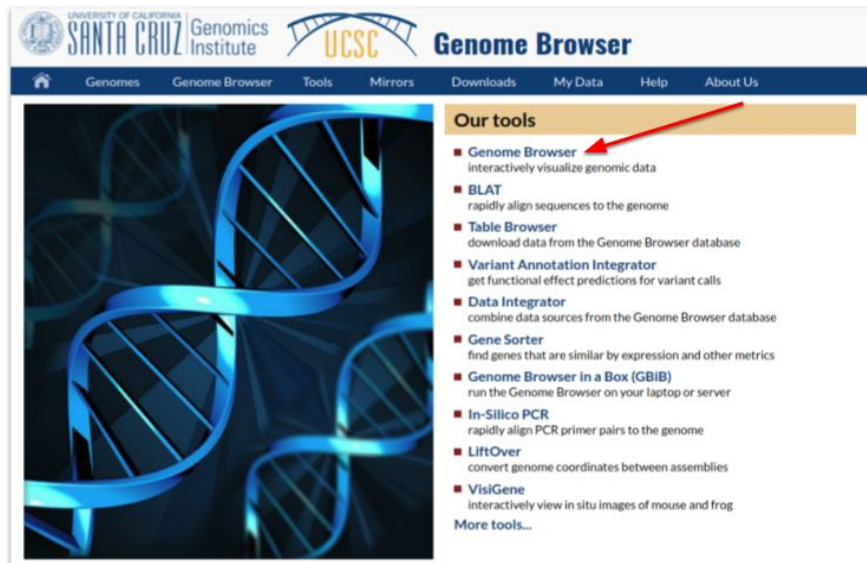 UNIVERSITY OF CALIFORNIA
SANTA CRUZ Genomics Institute
UCSC Genome Browser
Genomes Genome Browser Tools Mirrors Downloads My Data Help About Us
Our tools
Genome Browser
interactively visualize genomic data
BLAT
rapidly align sequences to the genome
Table Browser
download data from the Genome Browser database
Variant Annotation Integrator
get functional effect predictions for variant calls
Data Integrator
combine data sources from the Genome Browser database
Gene Sorter
find genes that are similar by expression and other metrics
Genome Browser in a Box (GBiB)
run the Genome Browser on your laptop or server
In-Silico PCR
rapidly align PCR primer pairs to the genome
LiftOver
convert genome coordinates between assemblies
VisiGene
interactively view in situ images of mouse and frog
More tools...